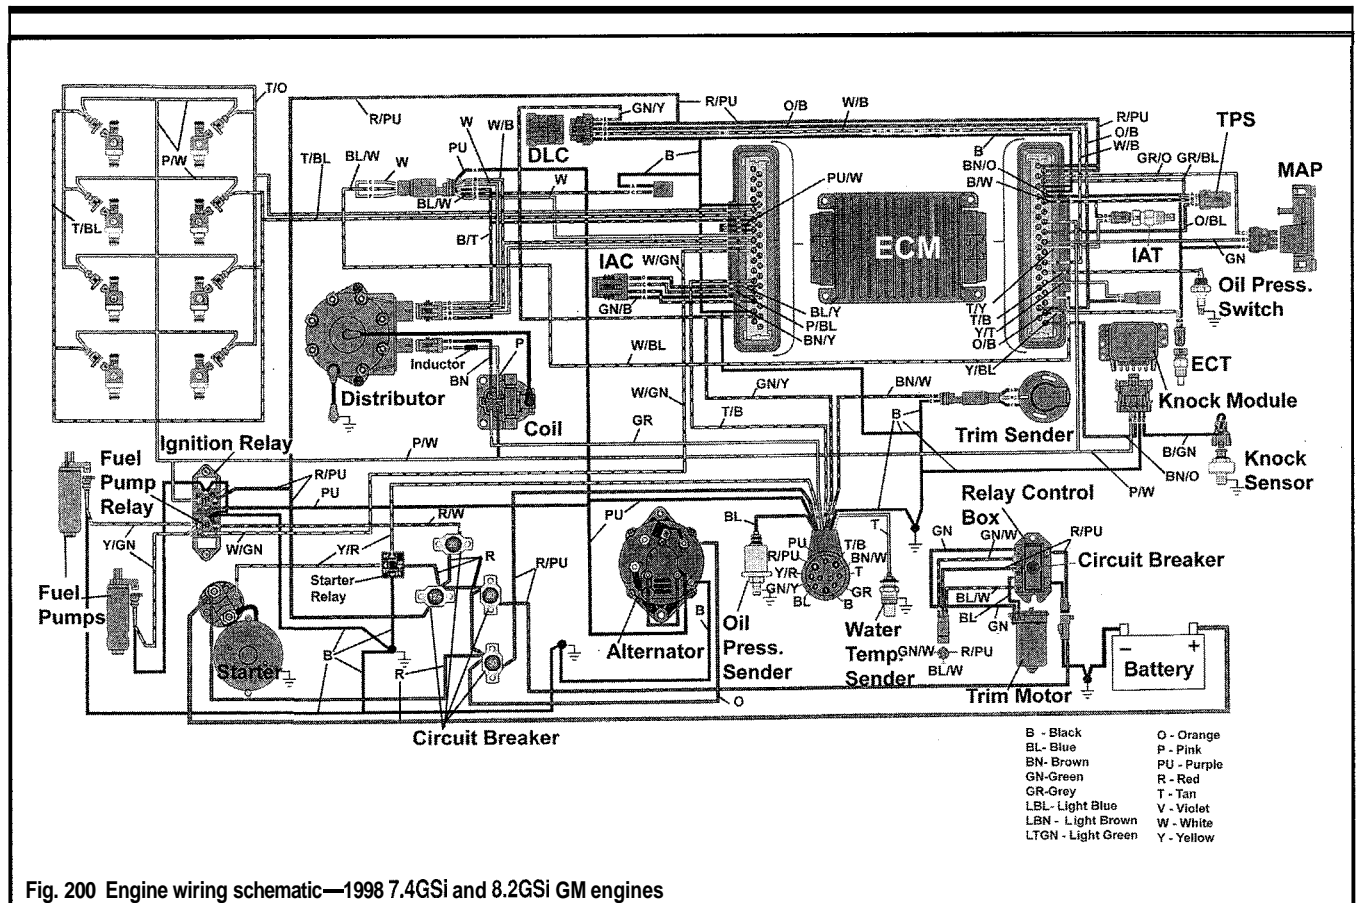 T/O
R/PU
GN/Y
R/PU
O/B
W/B
R/PU
O/B
W/B
TPS
MAP
P/W
T/BL
T/BL
BL/W
W
PU
W
W/B
DLC
B
W
BL/W
B/T
PU/W
B
BN/O
B/W
GR/O
GR/BL
O/BL
IAT
GN
ECM
IAC
W/GN
GN/B
BL/Y
P/BL
BN/Y
T/Y
T/B
Y/T
O/B
Y/BL
Oil Press.
Switch
ECT
Inductor
BN
P
W/BL
Distributor
Coil
W/GN
T/B
GN/Y
BN/W
B
Trim Sender
Knock Module
GR
P/W
B/GN
BN/O
P/W
Knock
Sensor
Ignition Relay
Fuel
Pump
Relay
R/PU
PU
R/W
Y/GN
W/GN
Y/R
Starter
Relay
R
R/PU
PU
BL
T
PU
R/PU
Y/R
GN/Y
BL
T/B
BN/W
T
GR
B
Relay Control
Box
GN
GN/W
R/PU
Circuit Breaker
BL/W
BL
GN
GN/W
R/PU
BL/W
Fuel
Pumps
Starter
B
R
B
O
Alternator
Oil
Press.
Sender
Water
Temp.
Sender
Trim Motor
– +
Battery
Circuit Breaker
B - Black
BL- Blue
BN- Brown
GN-Green
GR-Grey
LBL- Light Blue
LBN - Light Brown
LTGN - Light Green
O - Orange
P - Pink
PU - Purple
R - Red
T - Tan
V - Violet
W - White
Y - Yellow
Fig. 200 Engine wiring schematic—1998 7.4GSi and 8.2GSi GM engines